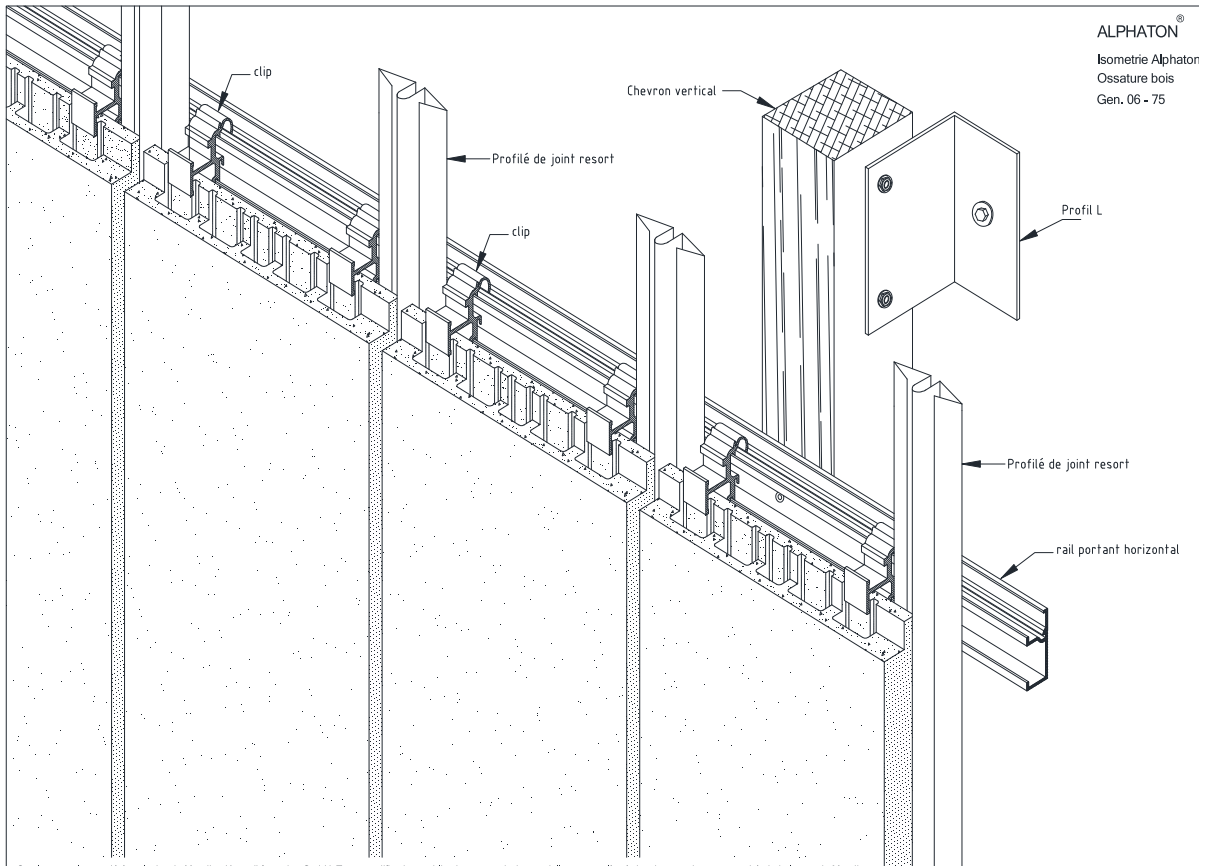 ALPHATON®
Isometrie Alphaton
Ossature bois
Gen. 06 - 75
clip
Chevron vertical
Profilé de joint resort
Profil L
clip
Profilé de joint resort
rail portant horizontal